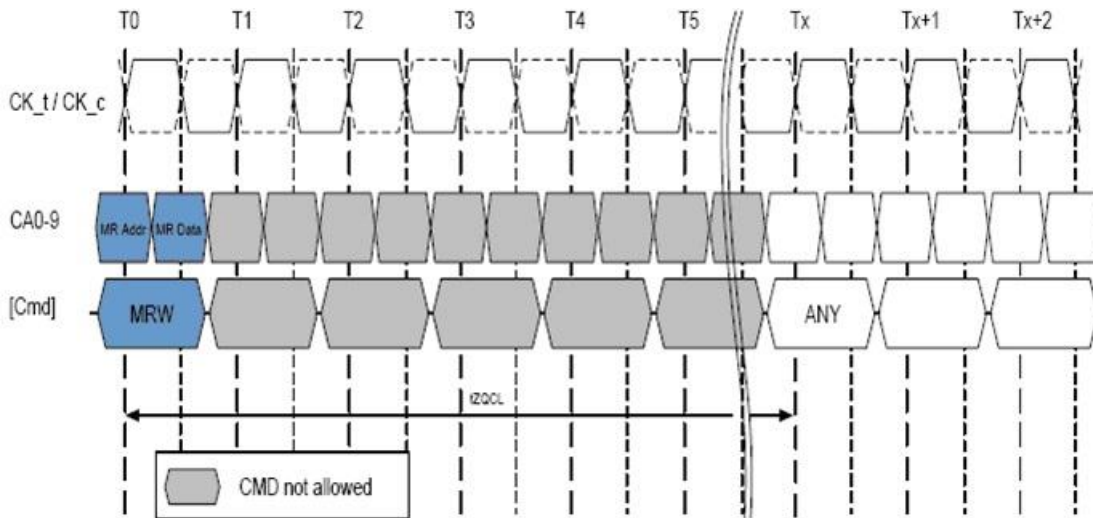 T0 T1 T2 T3 T4 T5 Tx Tx+1 Tx+2
CK_t / CK_c
CA0-9 MR Addr MR Data
[Cmd] MRW ANY
tZQCL
CMD not allowed